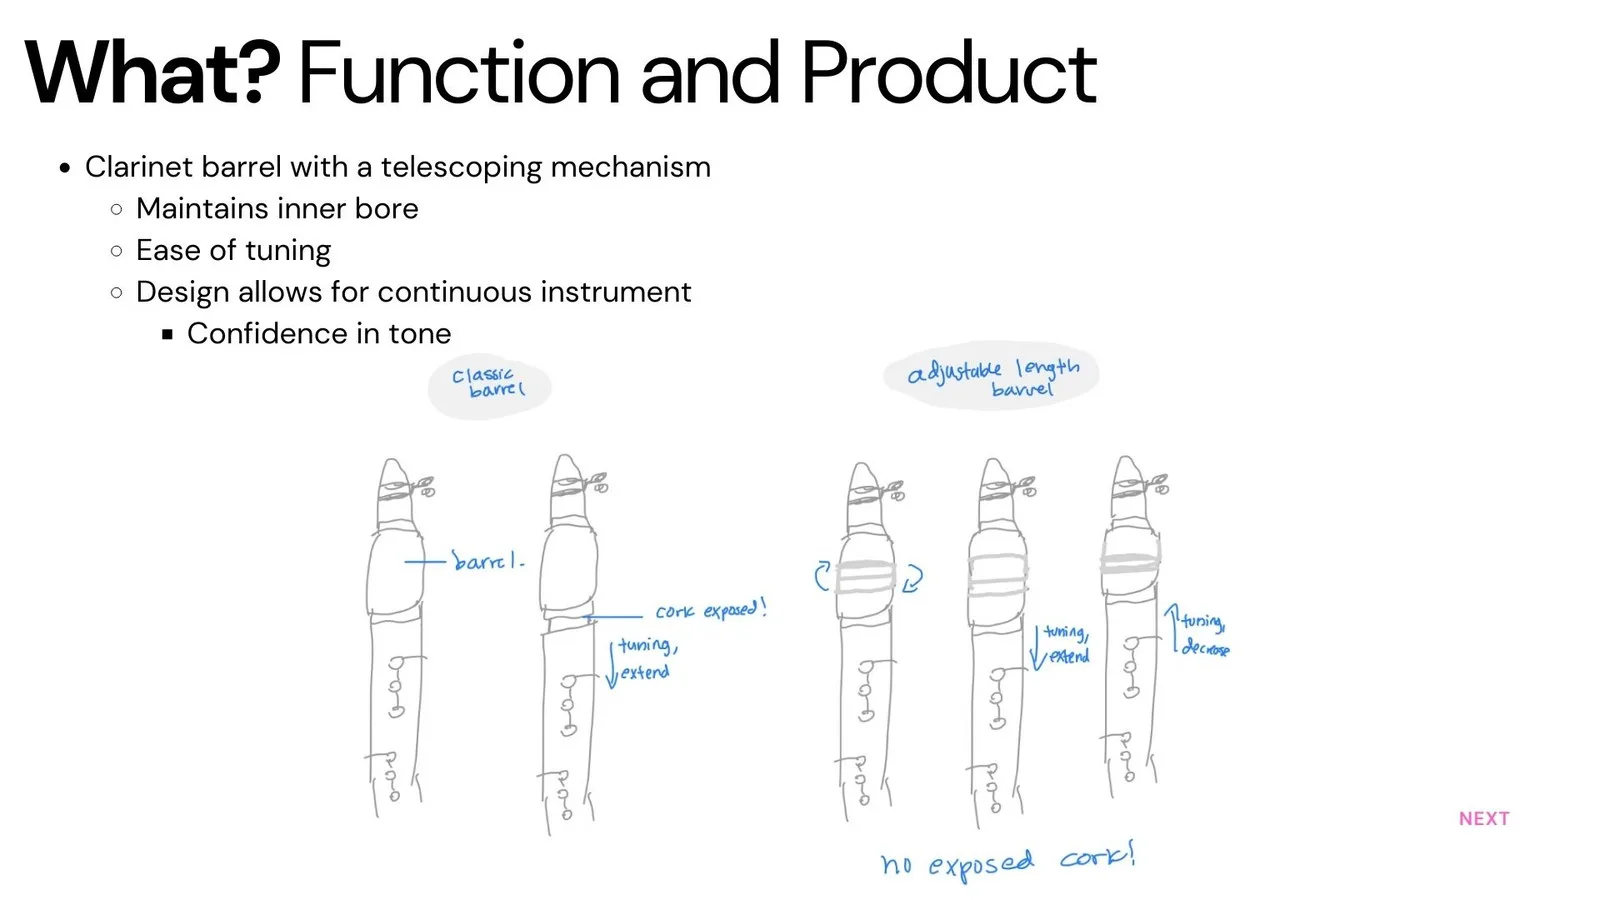 What? Function and Product
Clarinet barrel with a telescoping mechanism
Maintains inner bore
Ease of tuning
Design allows for continuous instrument
Confidence in tone
classic
barrel
adjustable length
barrel
barrel.
cork exposed!
tuning,
extend
tuning,
extend
tuning,
decrease
no exposed cork!
NEXT